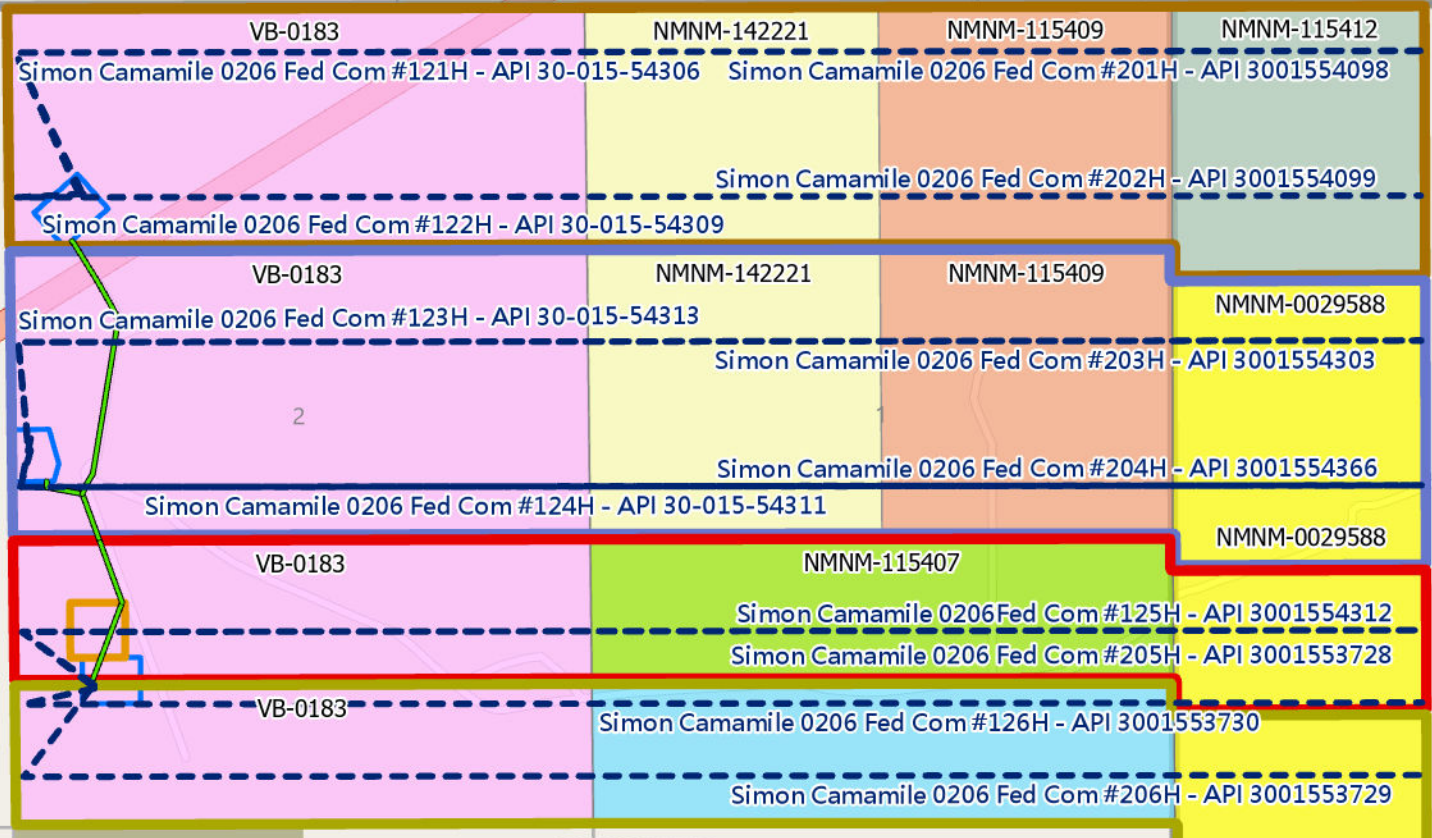 VB-0183 NMNM-142221 NMNM-115409 NMNM-115412
Simon Camamile 0206 Fed Com #121H - API 30-015-54306 Simon Camamile 0206 Fed Com #201H - API 3001554098
Simon Camamile 0206 Fed Com #202H - API 3001554099
Simon Camamile 0206 Fed Com #122H - API 30-015-54309
VB-0183 NMNM-142221 NMNM-115409
NMNM-0029588
Simon Camamile 0206 Fed Com #123H - API 30-015-54313
Simon Camamile 0206 Fed Com #203H - API 3001554303
2 1
Simon Camamile 0206 Fed Com #204H - API 3001554366
Simon Camamile 0206 Fed Com #124H - API 30-015-54311
NMNM-0029588
VB-0183 NMNM-115407
Simon Camamile 0206Fed Com #125H - API 3001554312
Simon Camamile 0206 Fed Com #205H - API 3001553728
VB-0183
Simon Camamile 0206 Fed Com #126H - API 3001553730
Simon Camamile 0206 Fed Com #206H - API 3001553729